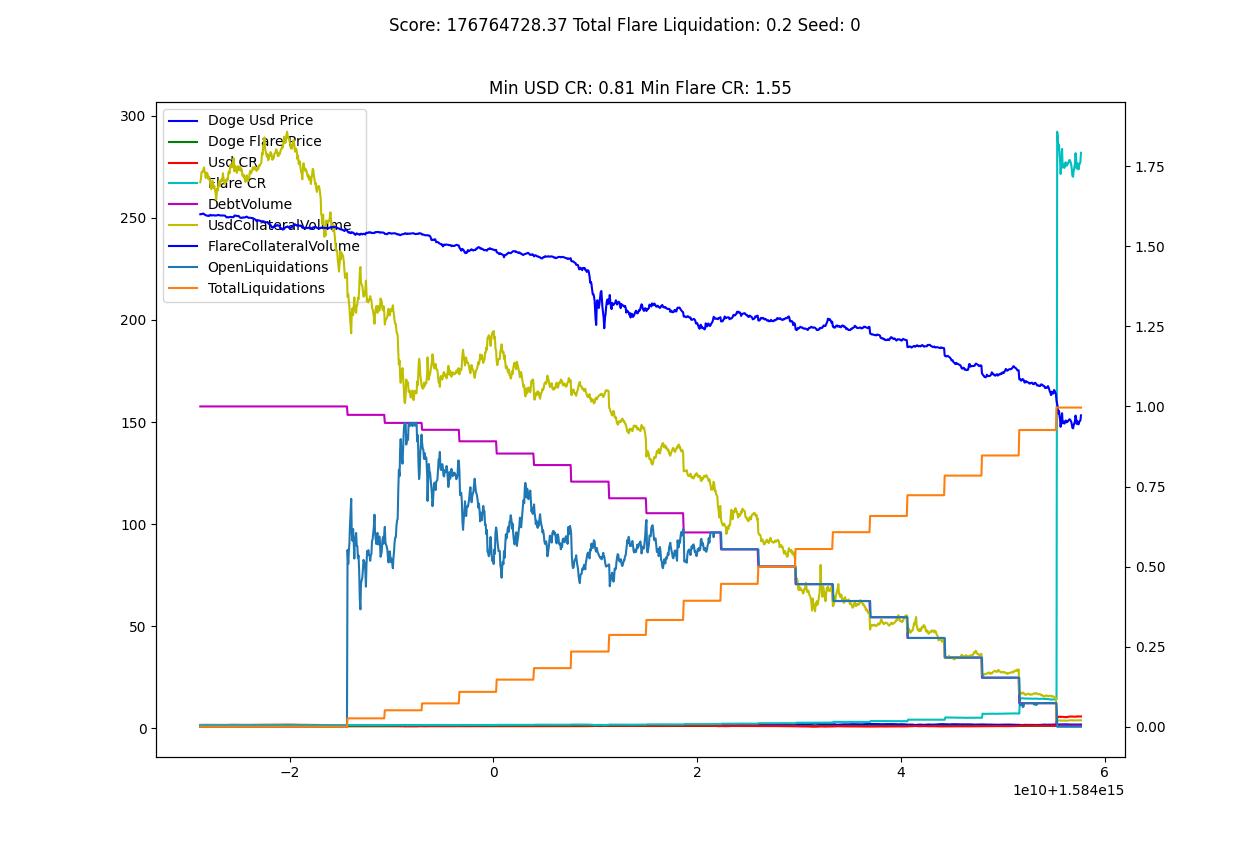 Score: 176764728.37 Total Flare Liquidation: 0.2 Seed: 0
Min USD CR: 0.81 Min Flare CR: 1.55
Doge Usd Price
Doge Flare Price
Usd CR
Flare CR
DebtVolume
UsdCollateralVolume
FlareCollateralVolume
OpenLiquidations
TotalLiquidations
300
250
200
150
100
50
0
1.75
1.50
1.25
1.00
0.75
0.50
0.25
0.00
−2
0
2
4
6
1e10+1.584e15